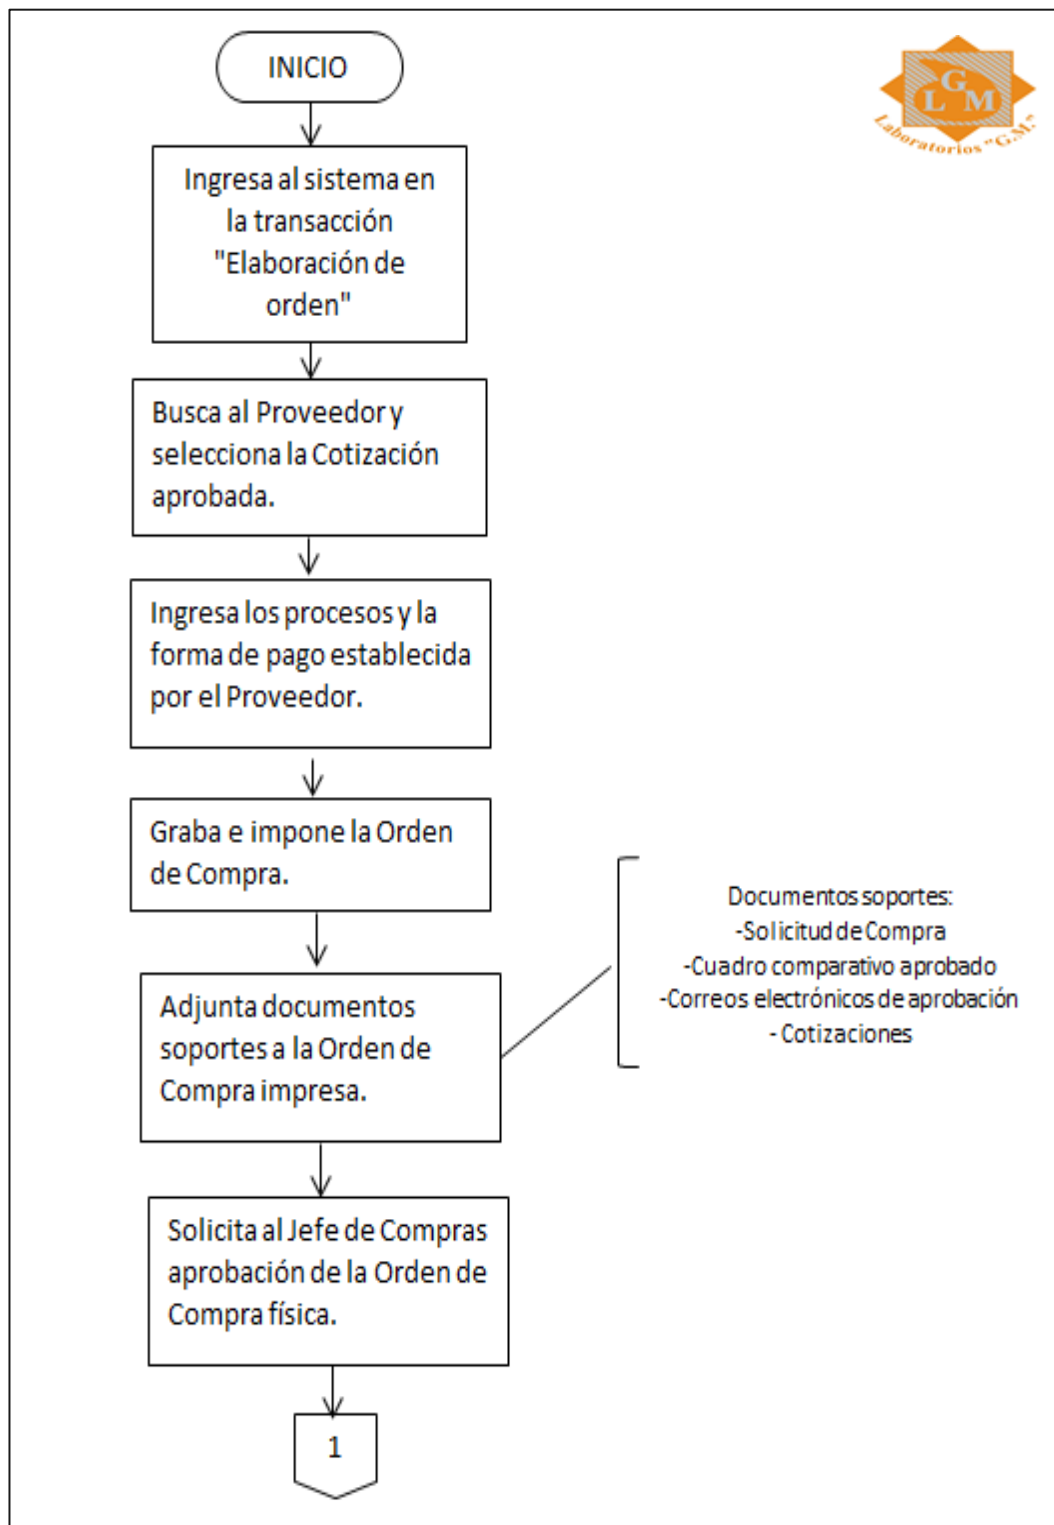 INICIO
L G M
Laboratorios "G.M."
Ingresa al sistema en
la transacción
"Elaboración de
orden"
Busca al Proveedor y
selecciona la Cotización
aprobada.
Ingresa los procesos y la
forma de pago establecida
por el Proveedor.
Graba e impone la Orden
de Compra.
Adjunta documentos
soportes a la Orden de
Compra impresa.
Documentos soportes:
-Solicitud de Compra
-Cuadro comparativo aprobado
-Correos electrónicos de aprobación
- Cotizaciones
Solicita al Jefe de Compras
aprobación de la Orden de
Compra física.
1